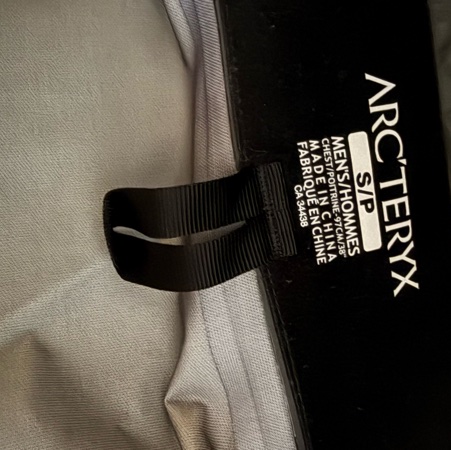 ARC'TERYX
S/P
MEN'S/HOMMES
CHEST/POITRINE-97CM/38"
MADE IN CHINA
FABRIQUÉ EN CHINE
CA 34438